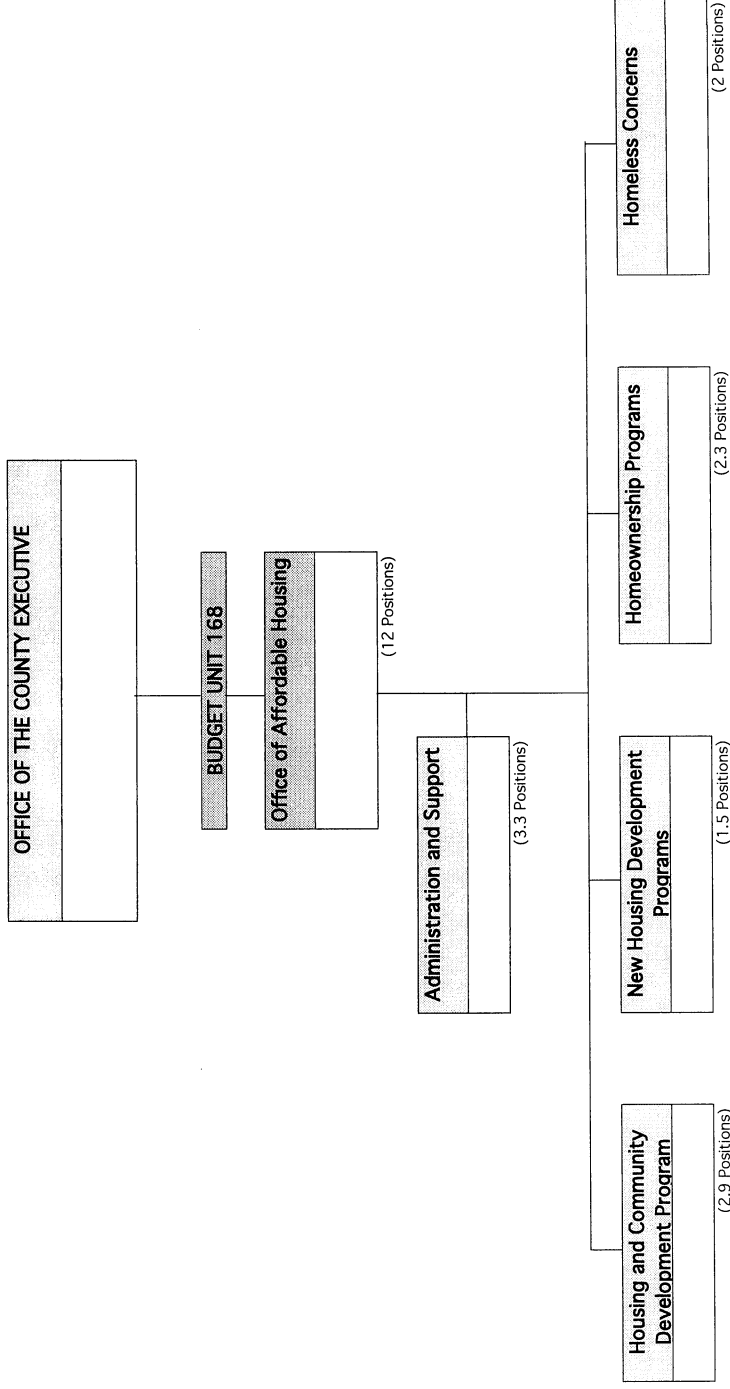 OFFICE OF THE COUNTY EXECUTIVE
BUDGET UNIT 168
Office of Affordable Housing
(12 Positions)
Administration and Support
(3.3 Positions)
Housing and Community
Development Program
(2.9 Positions)
New Housing Development
Programs
(1.5 Positions)
Homeownership Programs
(2.3 Positions)
Homeless Concerns
(2 Positions)